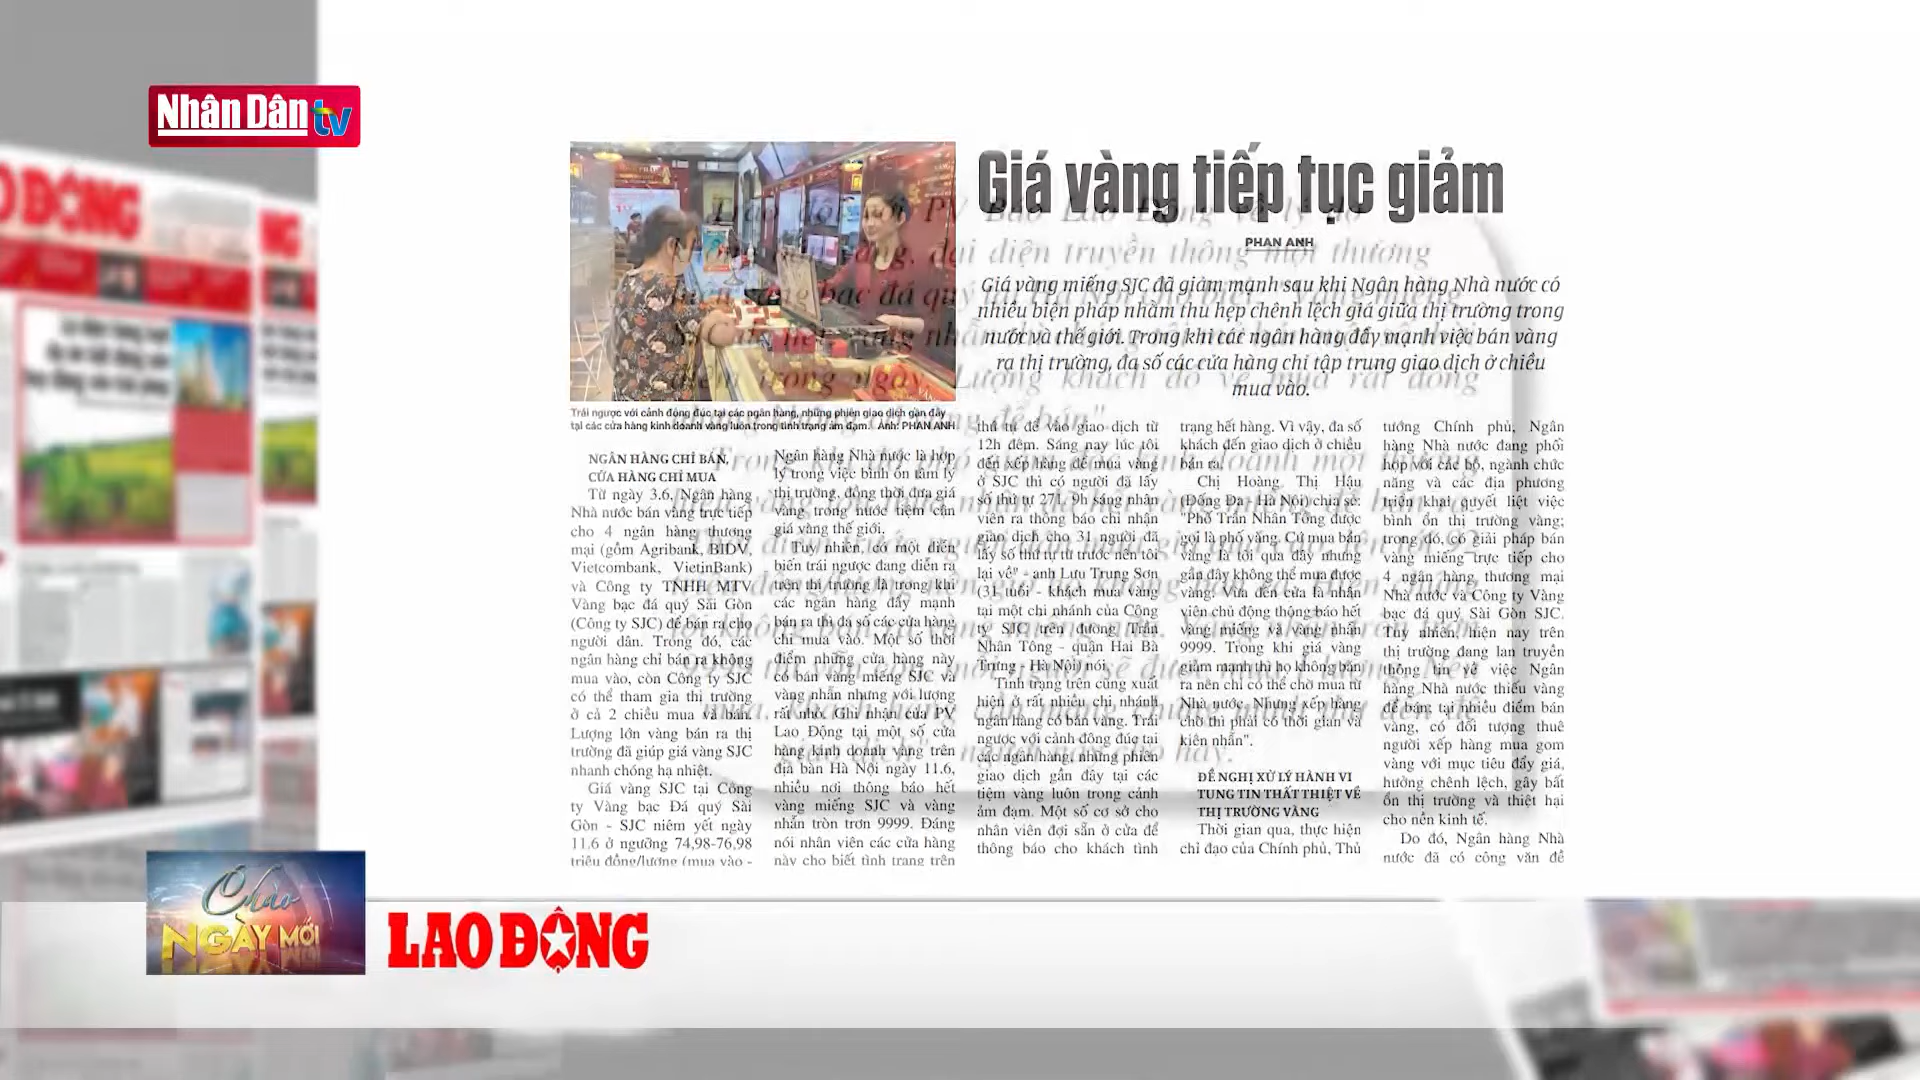 Nhân Dân tv
Giá vàng tiếp tục giảm
PHAN ANH
Giá vàng miếng SJC đã giảm mạnh sau khi Ngân hàng Nhà nước có
nhiều biện pháp nhằm thu hẹp chênh lệch giá giữa thị trường trong
nước và thế giới. Trong khi các ngân hàng đẩy mạnh việc bán vàng
ra thị trường, đa số các cửa hàng chỉ tập trung giao dịch ở chiều
mua vào.
Trái ngược với cảnh đông đúc tại các ngân hàng, những phiên giao dịch gần đây
tại các cửa hàng kinh doanh vàng luôn trong tình trạng ảm đạm. Ảnh: PHAN ANH
NGÂN HÀNG CHỈ BÁN,
CỬA HÀNG CHỈ MUA
Từ ngày 3.6, Ngân hàng
Nhà nước bán vàng trực tiếp
cho 4 ngân hàng thương
mại (gồm Agribank, BIDV,
Vietcombank, VietinBank)
và Công ty TNHH MTV
Vàng bạc đá quý Sài Gòn
(Công ty SJC) để bán ra cho
người dân. Trong đó, các
ngân hàng chỉ bán ra không
mua vào, còn Công ty SJC
có thể tham gia thị trường
ở cả 2 chiều mua và bán.
Lượng lớn vàng bán ra thị
trường đã giúp giá vàng SJC
nhanh chóng hạ nhiệt.
Giá vàng SJC tại Công
ty Vàng bạc Đá quý Sài
Gòn - SJC niêm yết ngày
11.6 ở ngưỡng 74,98-76,98
triệu đồng/lượng (mua vào -
Ngân hàng Nhà nước là hợp
lý trong việc bình ổn tâm lý
thị trường, đồng thời đưa giá
vàng trong nước tiệm cận
giá vàng thế giới.
Tuy nhiên, có một diễn
biến trái ngược đang diễn ra
trên thị trường là trong khi
các ngân hàng đẩy mạnh
bán ra thì đa số các cửa hàng
chỉ mua vào. Một số thời
điểm những cửa hàng này
có bán vàng miếng SJC và
vàng nhẫn nhưng với lượng
rất nhỏ. Ghi nhận của PV
Lao Động tại một số cửa
hàng kinh doanh vàng trên
địa bàn Hà Nội ngày 11.6,
nhiều nơi thông báo hết
vàng miếng SJC và vàng
nhẫn tròn trơn 9999. Đáng
nói nhân viên các cửa hàng
này cho biết tình trạng trên
thứ tự để vào giao dịch từ
12h đêm. Sáng nay lúc tôi
đến xếp hàng để mua vàng
ở SJC thì có người đã lấy
số thứ tự 271. 9h sáng nhân
viên ra thông báo chỉ nhận
giao dịch cho 31 người đã
lấy số thứ tự từ trước nên tôi
lại về" - anh Lưu Trung Sơn
(31 tuổi - khách mua vàng
tại một chi nhánh của Công
ty SJC trên đường Trần
Nhân Tông - quận Hai Bà
Trưng - Hà Nội) nói.
Tình trạng trên cũng xuất
hiện ở rất nhiều chi nhánh
ngân hàng có bán vàng. Trái
ngược với cảnh đông đúc tại
các ngân hàng, những phiên
giao dịch gần đây tại các
tiệm vàng luôn trong cảnh
ảm đạm. Một số cơ sở cho
nhân viên đợi sẵn ở cửa để
thông báo cho khách tình
trạng hết hàng. Vì vậy, đa số
khách đến giao dịch ở chiều
bán ra.
Chị Hoàng Thị Hậu
(Đống Đa - Hà Nội) chia sẻ:
"Phố Trần Nhân Tông được
gọi là phố vàng. Cứ mua bán
vàng là tôi qua đây nhưng
gần đây không thể mua được
vàng. Vừa đến cửa là nhân
viên chủ động thông báo hết
vàng miếng và vàng nhẫn
9999. Trong khi giá vàng
giảm mạnh thì họ không bán
ra nên chỉ có thể chờ mua từ
Nhà nước. Nhưng xếp hàng
chờ thì phải có thời gian và
kiên nhẫn".
ĐỀ NGHỊ XỬ LÝ HÀNH VI
TUNG TIN THẤT THIỆT VỀ
THỊ TRƯỜNG VÀNG
Thời gian qua, thực hiện
chỉ đạo của Chính phủ, Thủ
tướng Chính phủ, Ngân
hàng Nhà nước đang phối
hợp với các bộ, ngành chức
năng và các địa phương
triển khai quyết liệt việc
bình ổn thị trường vàng;
trong đó, có giải pháp bán
vàng miếng trực tiếp cho
4 ngân hàng thương mại
Nhà nước và Công ty Vàng
bạc đá quý Sài Gòn SJC.
Tuy nhiên, hiện nay trên
thị trường đang lan truyền
thông tin về việc Ngân
hàng Nhà nước thiếu vàng
để bán; tại nhiều điểm bán
vàng, có đối tượng thuê
người xếp hàng mua gom
vàng với mục tiêu đẩy giá,
hưởng chênh lệch, gây bất
ổn thị trường và thiệt hại
cho nền kinh tế.
Do đó, Ngân hàng Nhà
nước đã có công văn đề
Chào
NGÀY MỚI
LAO ĐỘNG